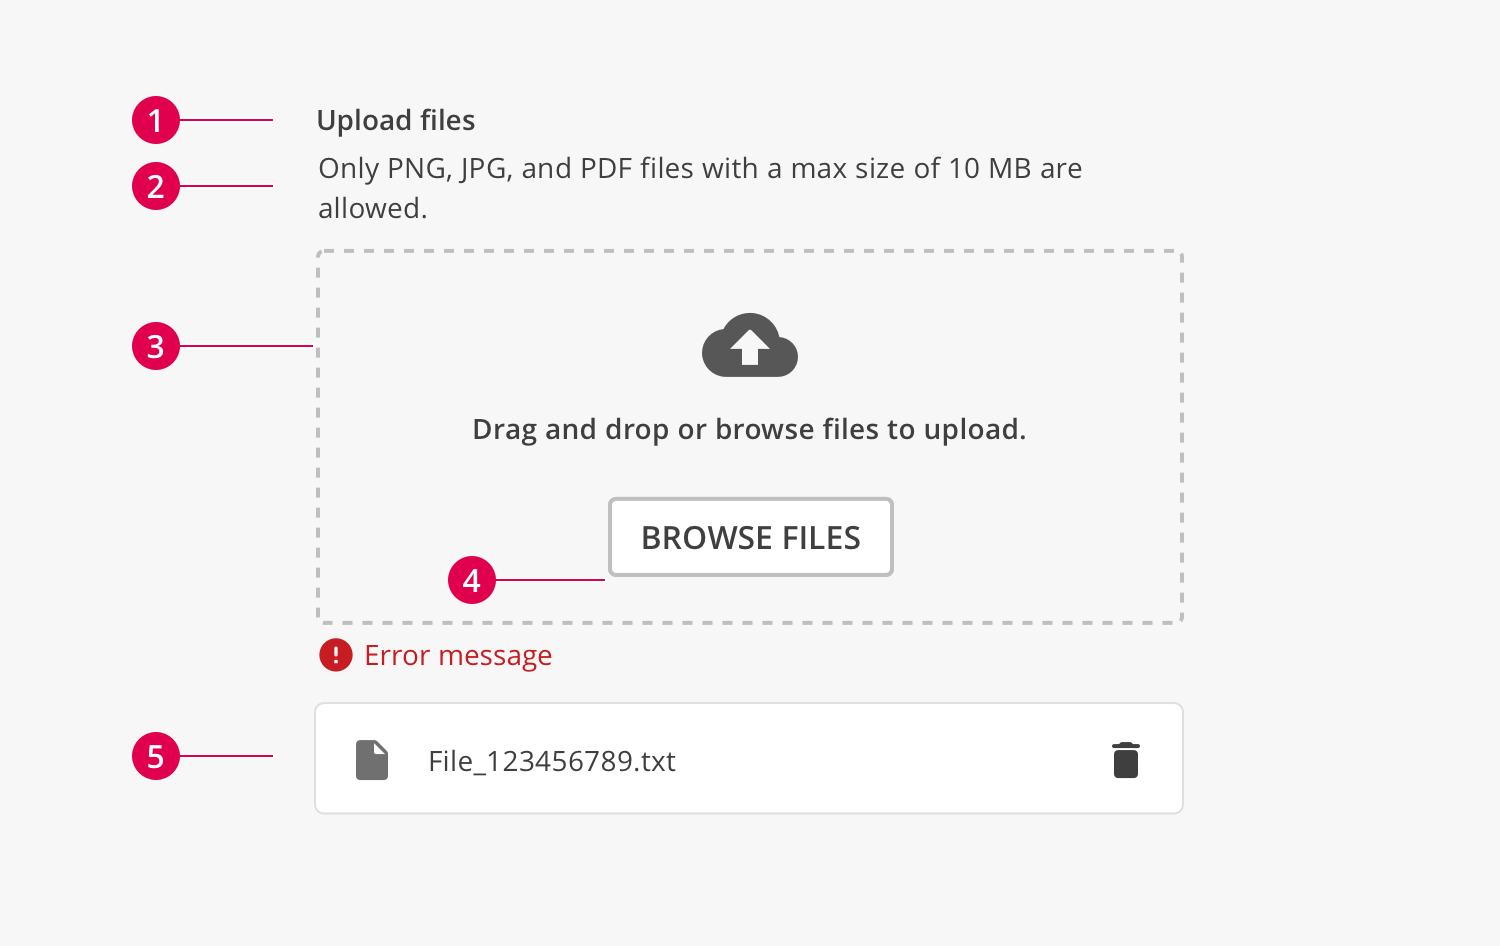 1
Upload files
2
Only PNG, JPG, and PDF files with a max size of 10 MB are
allowed.
3
Drag and drop or browse files to upload.
BROWSE FILES
4
Error message
5
File_123456789.txt